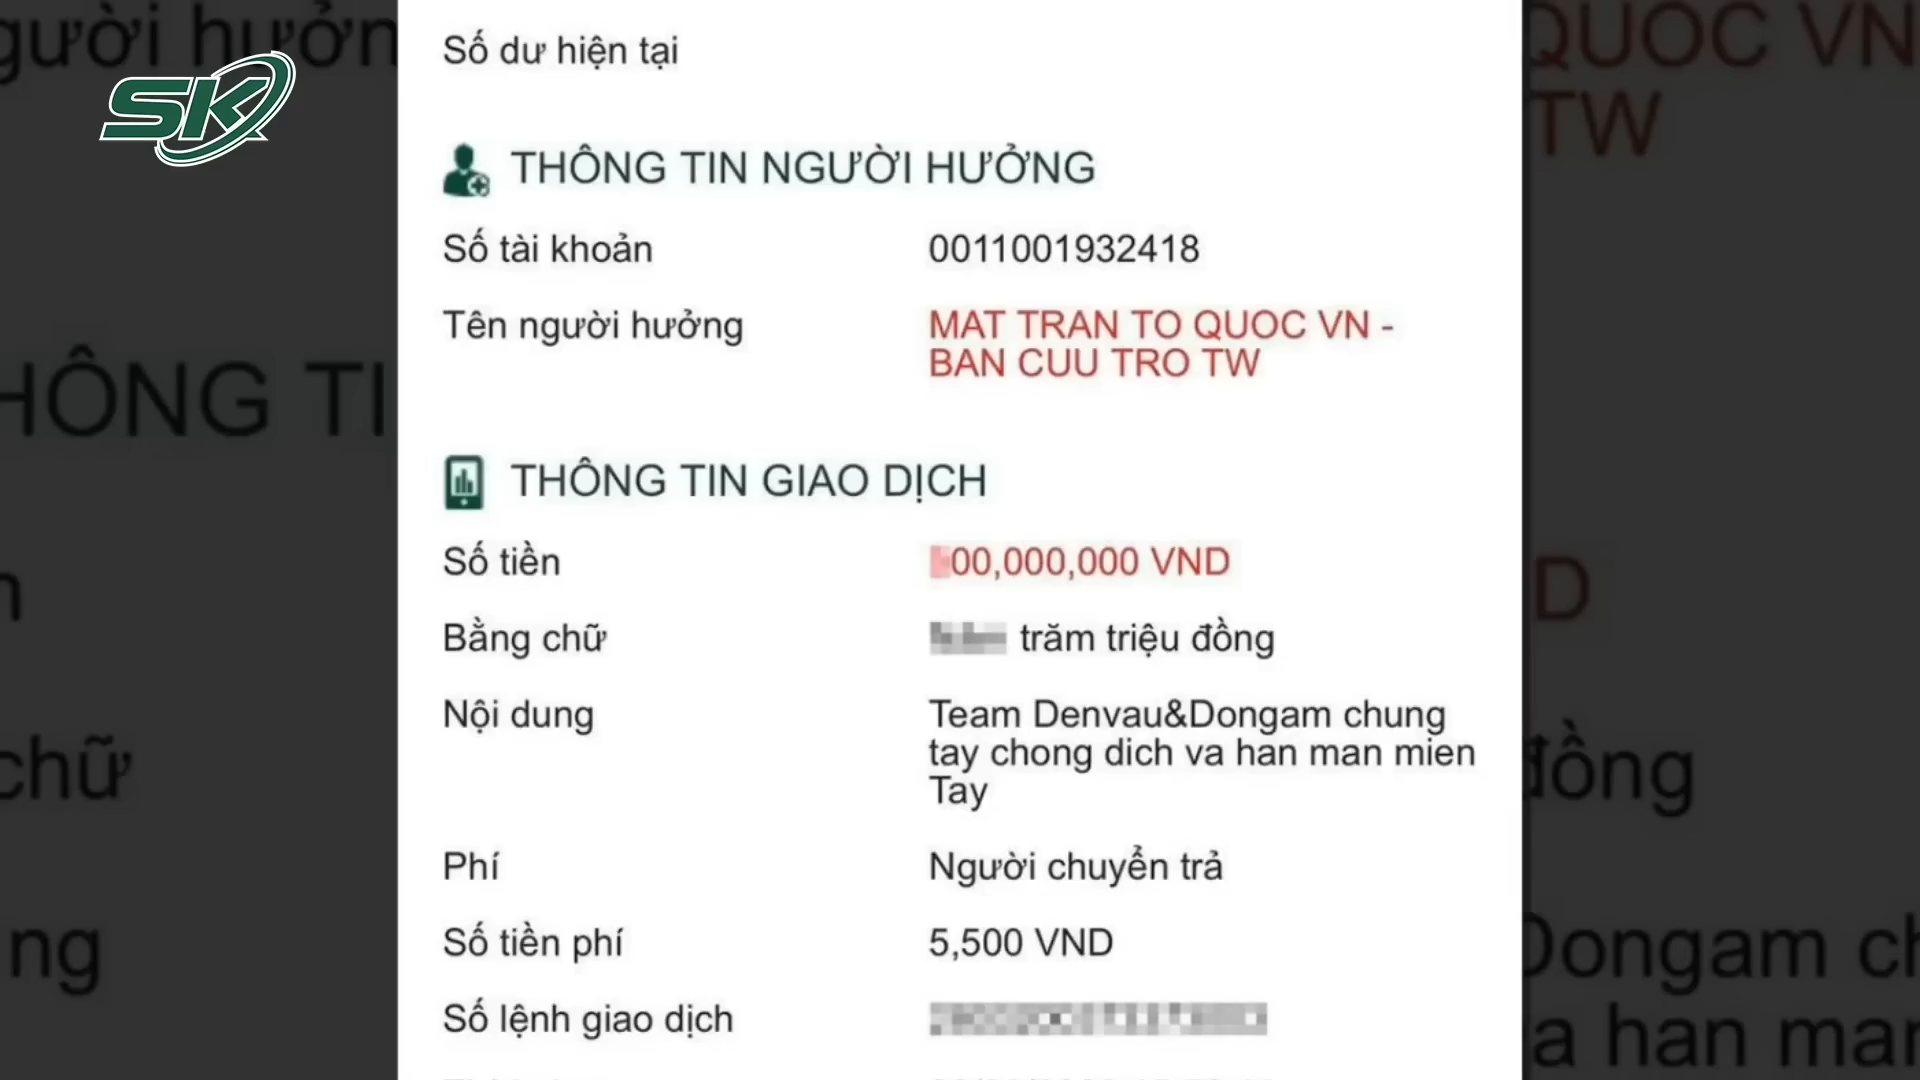 SK
Số dư hiện tại
THÔNG TIN NGƯỜI HƯỞNG
Số tài khoản 0011001932418
Tên người hưởng MAT TRAN TO QUOC VN -
BAN CUU TRO TW
THÔNG TIN GIAO DỊCH
Số tiền 00,000,000 VND
Bằng chữ trăm triệu đồng
Nội dung Team Denvau&Dongam chung
tay chong dich va han man mien
Tay
Phí Người chuyển trả
Số tiền phí 5,500 VND
Số lệnh giao dịch